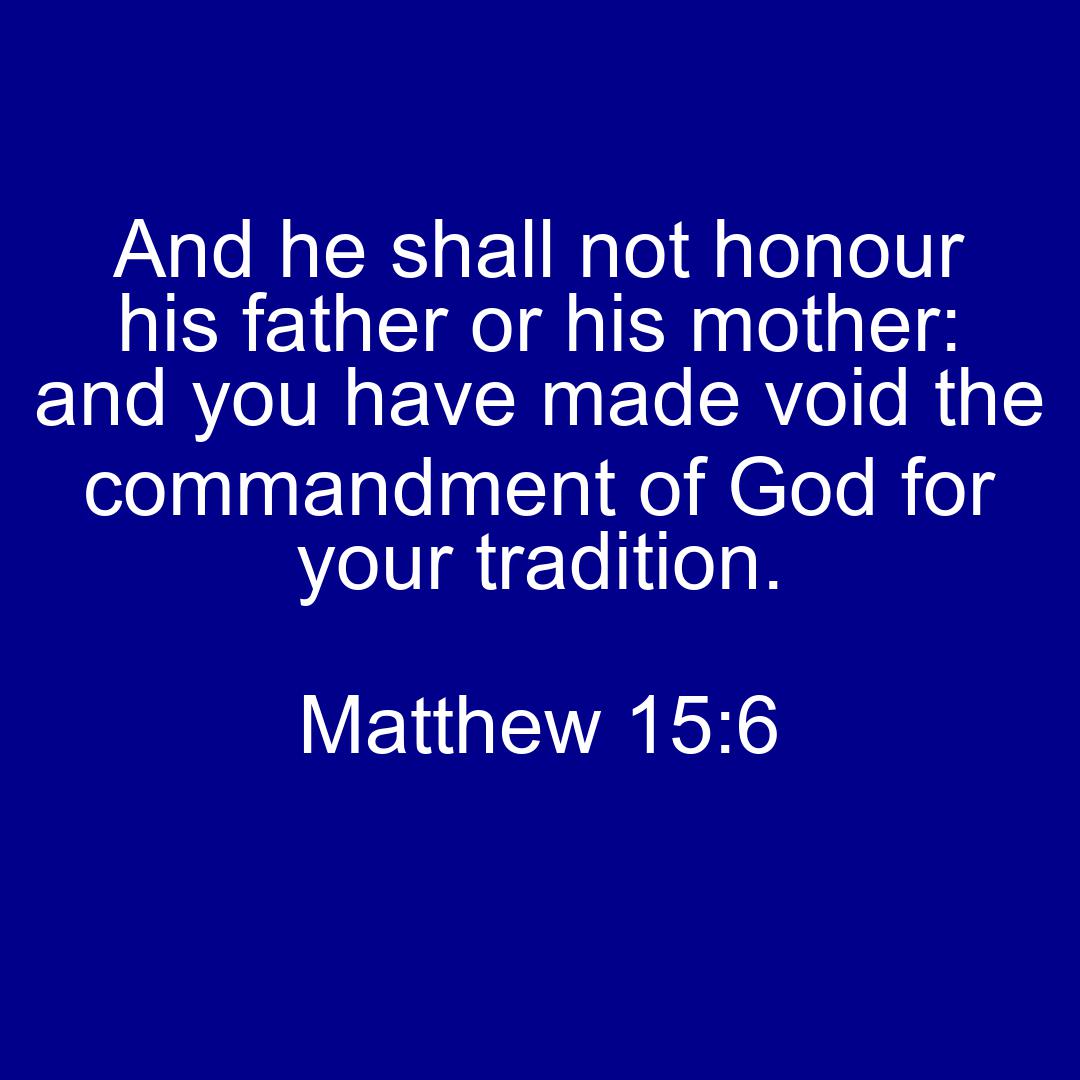 And he shall not honour
his father or his mother:
and you have made void the
commandment of God for
your tradition.
Matthew 15:6